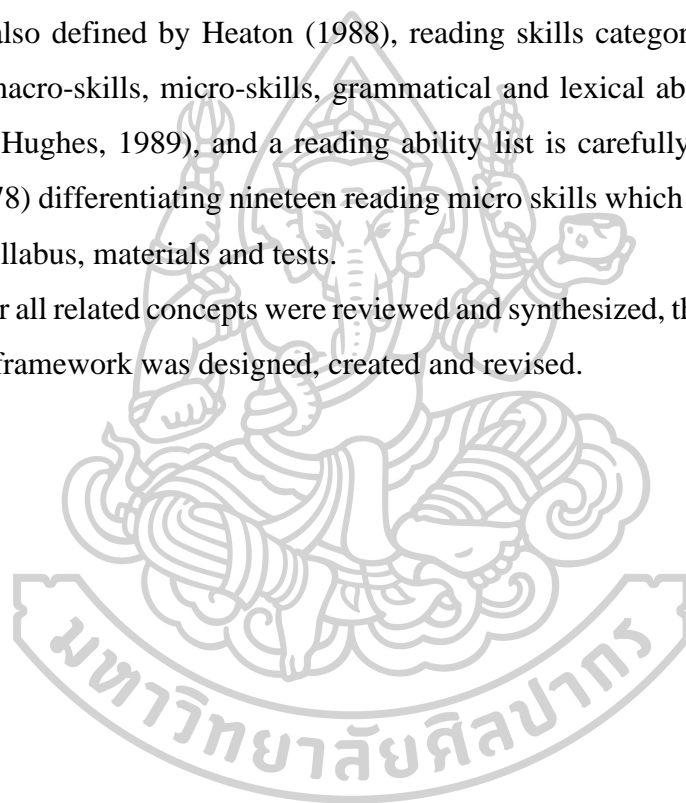 also defined by Heaton (1988), reading skills categor
macro-skills, micro-skills, grammatical and lexical ab
(Hughes, 1989), and a reading ability list is carefully
78) differentiating nineteen reading micro skills which
llabus, materials and tests.
r all related concepts were reviewed and synthesized, th
framework was designed, created and revised.
มหาวิทยาลัยศิลปากร